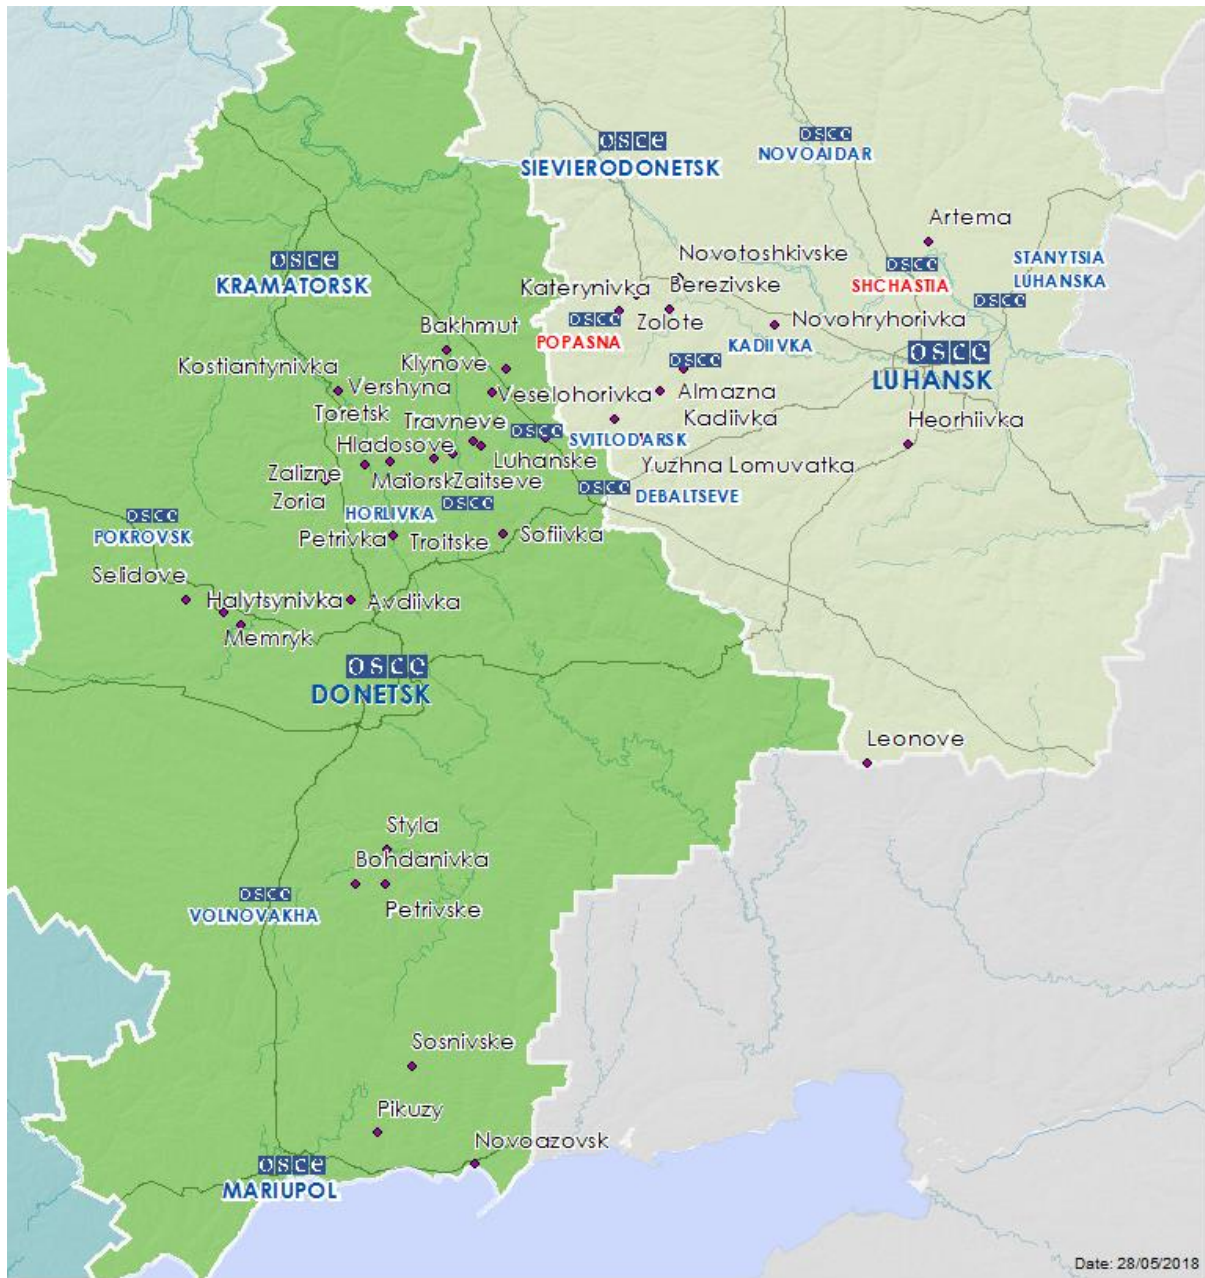 OSCE
SIEVIERODONETSK
OSCE
NOVOAIDAR
Artema
OSCE
KRAMATORSK
Novotoshkivske
OSCE
SHCHASTIA
STANYTSIA
LUHANSKA
OSCE
Katerynivka
Berezivske
OSCE
POPASNA
Zolote
Novohryhorivka
KADIIVKA
OSCE
Bakhmut
OSCE
LUHANSK
Kostiantynivka
Klynove
Vershyna
Veselohorivka
Almazna
Toretsk
Travneve
Kadiivka
Heorhiivka
OSCE
SVITLODARSK
Hladosove
Luhanske
Yuzhna Lomuvatka
Zalizne
Maiorsk
Zaitseve
OSCE
DEBALTSEVE
Zoria
HORLIVKA
OSCE
OSCE
POKROVSK
Petrivka
Troitske
Sofiivka
Selidove
Halytsynivka
Avdiivka
Memryk
OSCE
DONETSK
Leonove
Styla
Bohdanivka
OSCE
VOLNOVAKHA
Petrivske
Sosnivske
Pikuzy
Novoazovsk
OSCE
MARIUPOL
Date: 28/05/2018